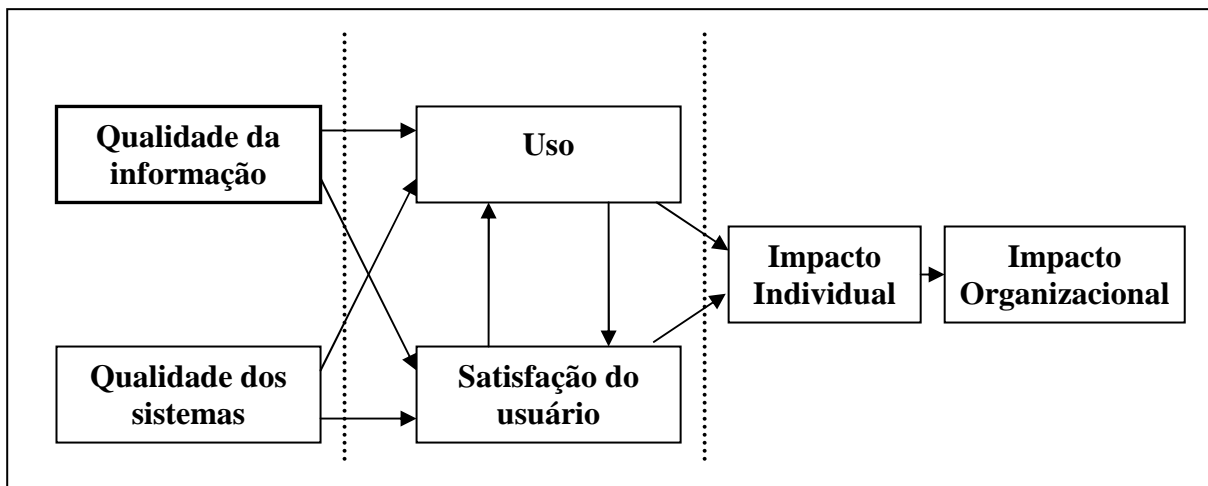 Qualidade da
informação
Uso
Impacto
Individual
Impacto
Organizacional
Qualidade dos
sistemas
Satisfação do
usuário